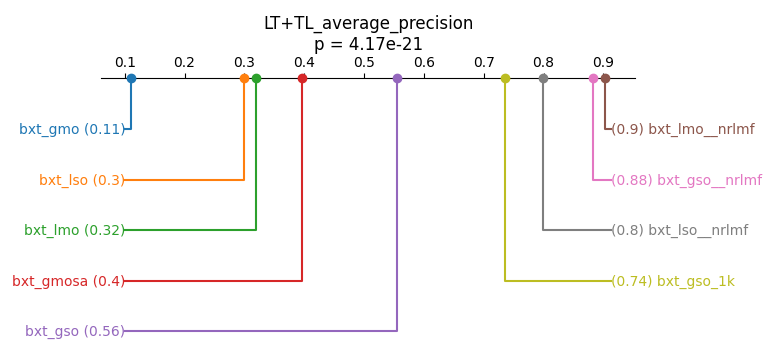 LT+TL_average_precision
p = 4.17e-21
0.1 0.2 0.3 0.4 0.5 0.6 0.7 0.8 0.9
bxt_gmo (0.11) (0.9) bxt_lmo__nrlmf
bxt_lso (0.3) (0.88) bxt_gso__nrlmf
bxt_lmo (0.32) (0.8) bxt_lso__nrlmf
bxt_gmosa (0.4) (0.74) bxt_gso_1k
bxt_gso (0.56)